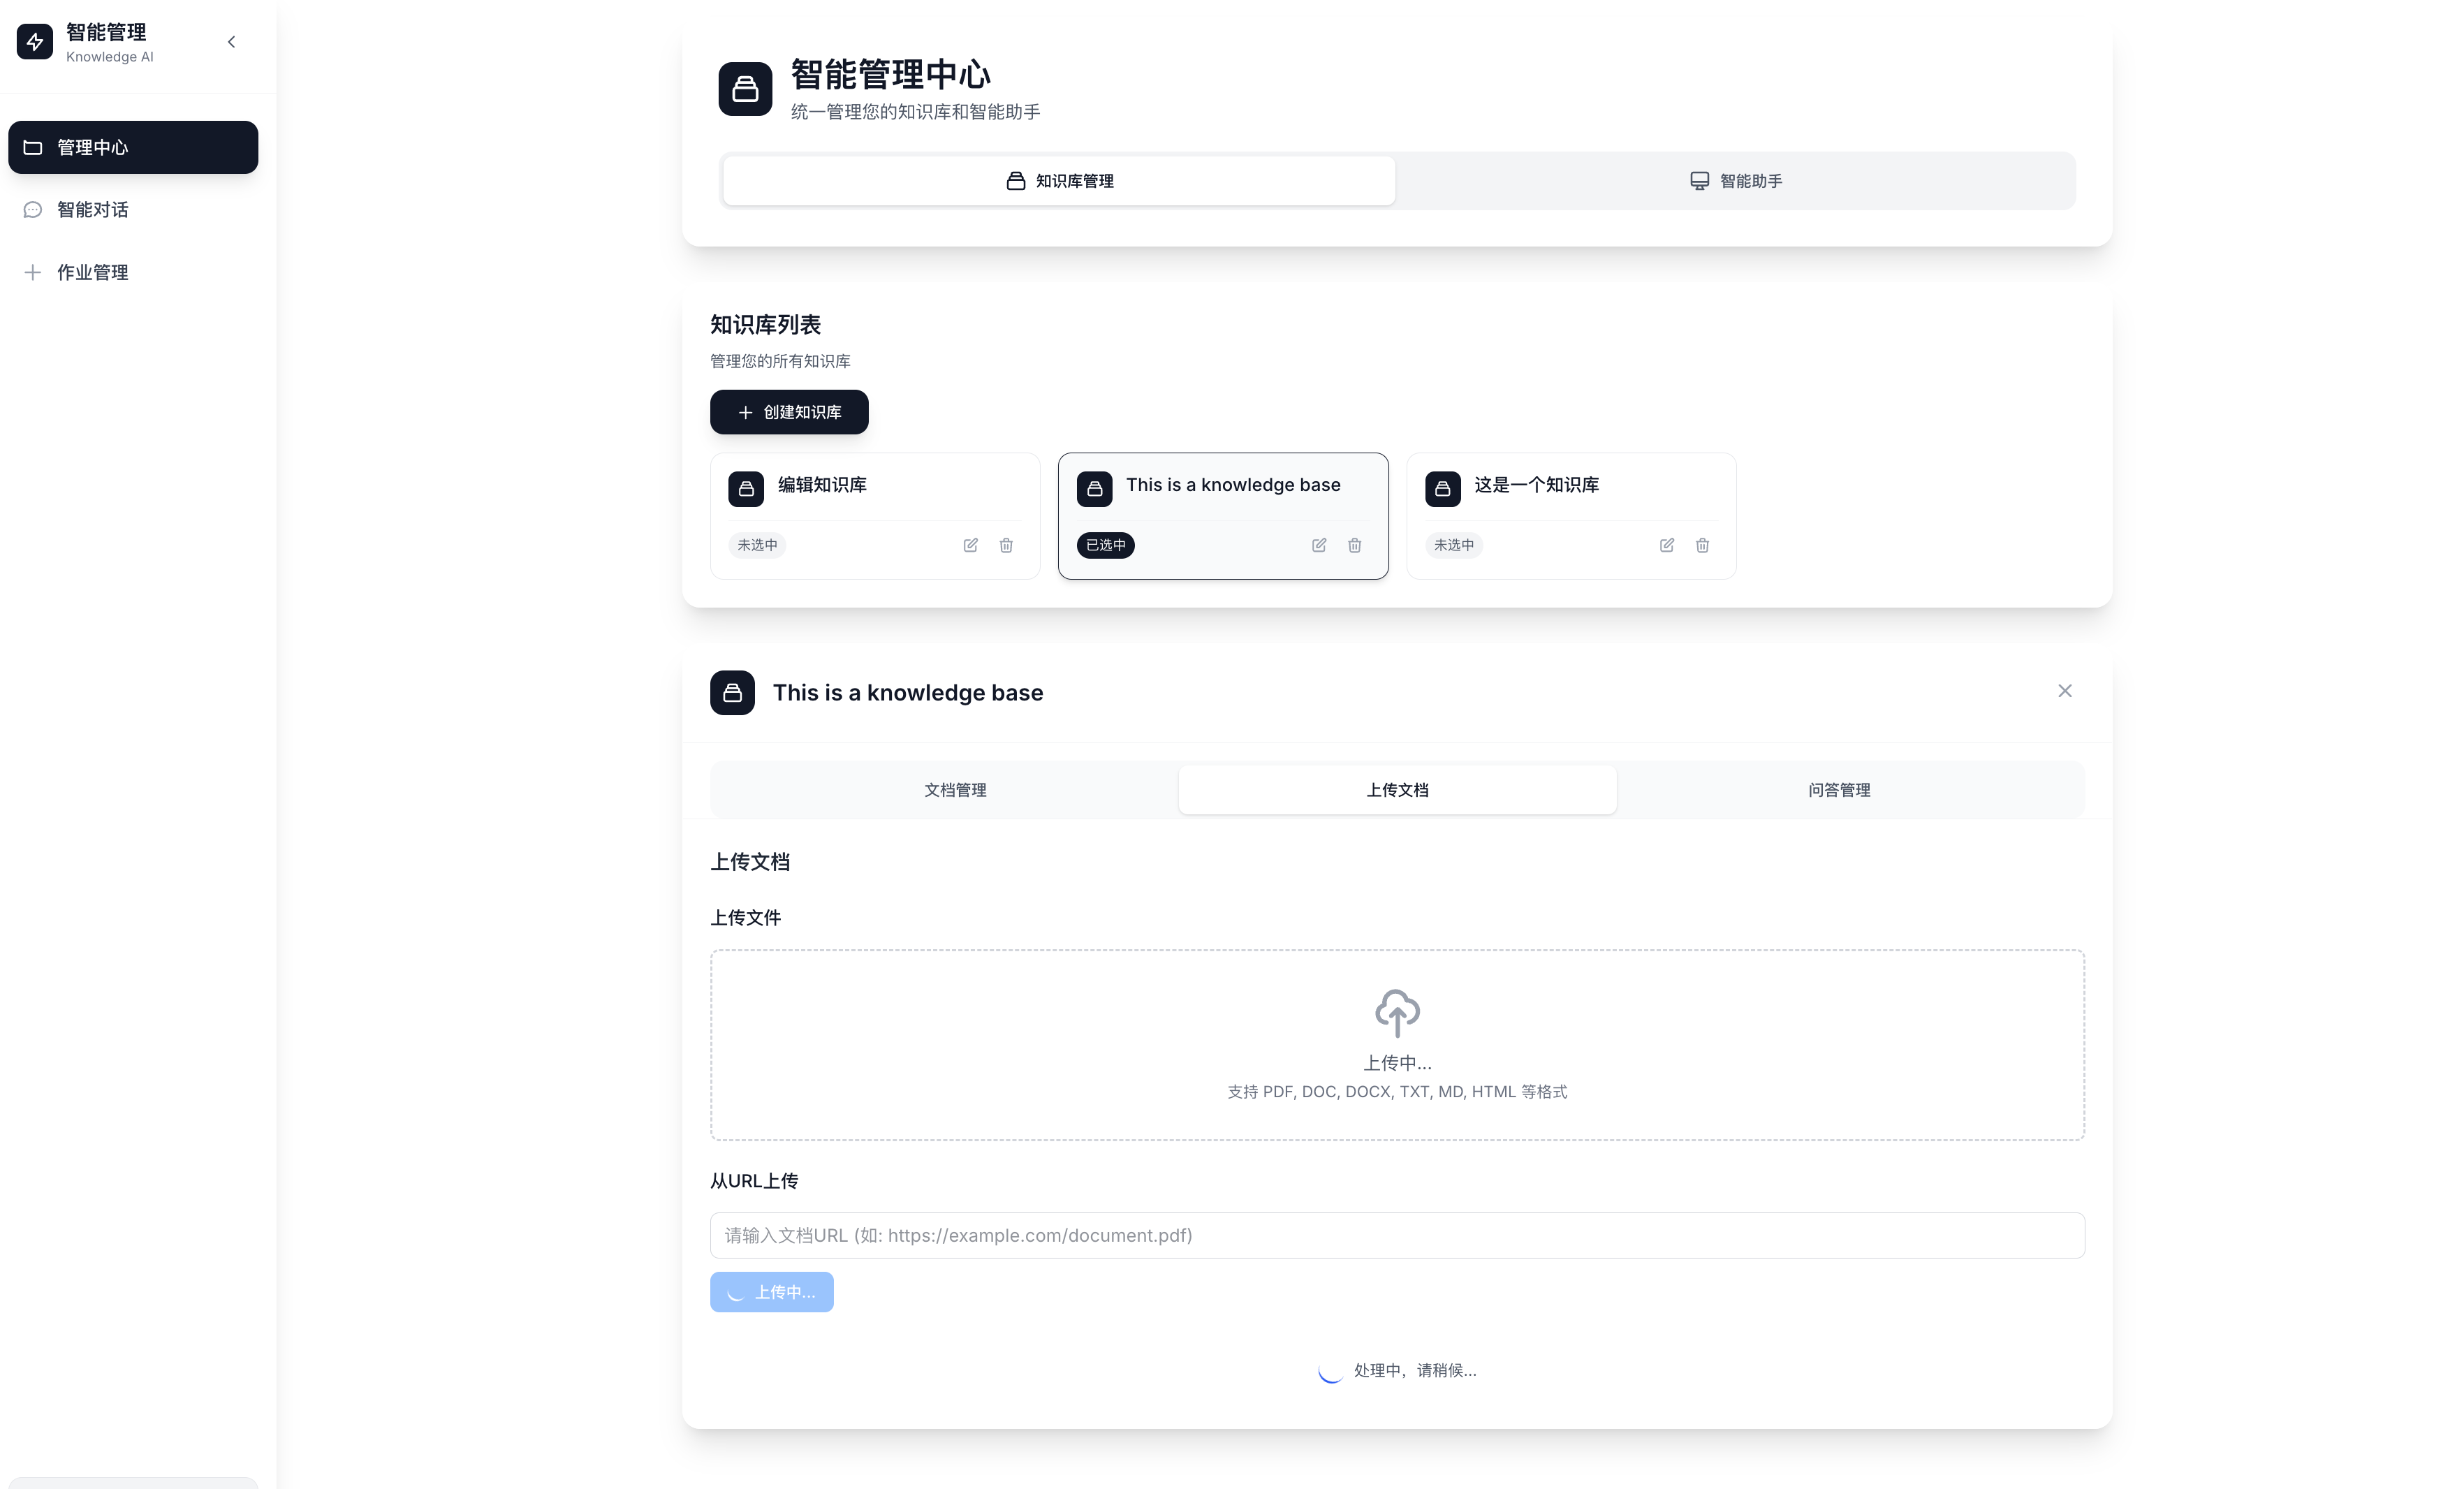 智能管理
Knowledge AI
管理中心
智能对话
作业管理
智能管理中心
统一管理您的知识库和智能助手
知识库管理
智能助手
知识库列表
管理您的所有知识库
创建知识库
编辑知识库
This is a knowledge base
这是一个知识库
未选中
已选中
未选中
This is a knowledge base
文档管理
上传文档
问答管理
上传文档
上传文件
上传中...
支持 PDF, DOC, DOCX, TXT, MD, HTML 等格式
从URL上传
请输入文档URL (如: https://example.com/document.pdf)
上传中...
处理中，请稍候...